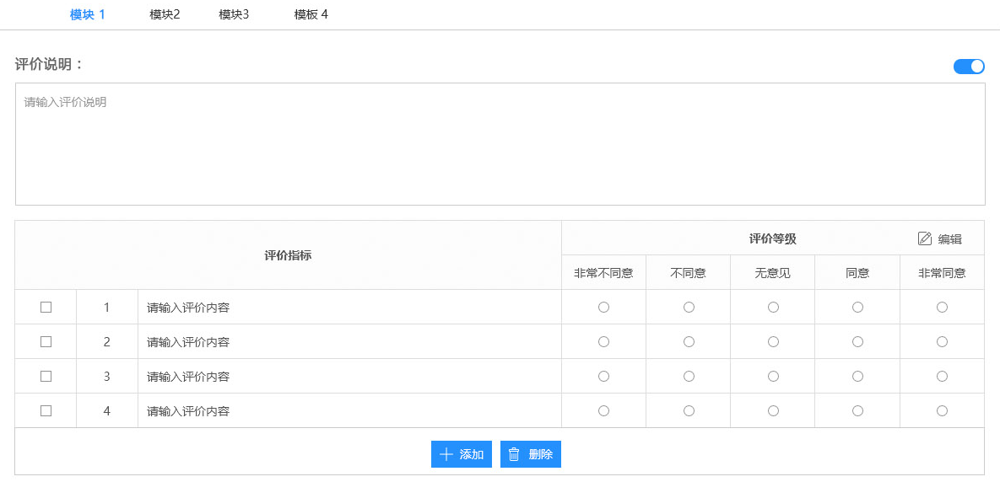 模块 1 模块2 模块3 模板 4
评价说明：
请输入评价说明
评价指标
评价等级 编辑
非常不同意 不同意 无意见 同意 非常同意
1 请输入评价内容
2 请输入评价内容
3 请输入评价内容
4 请输入评价内容
添加 删除